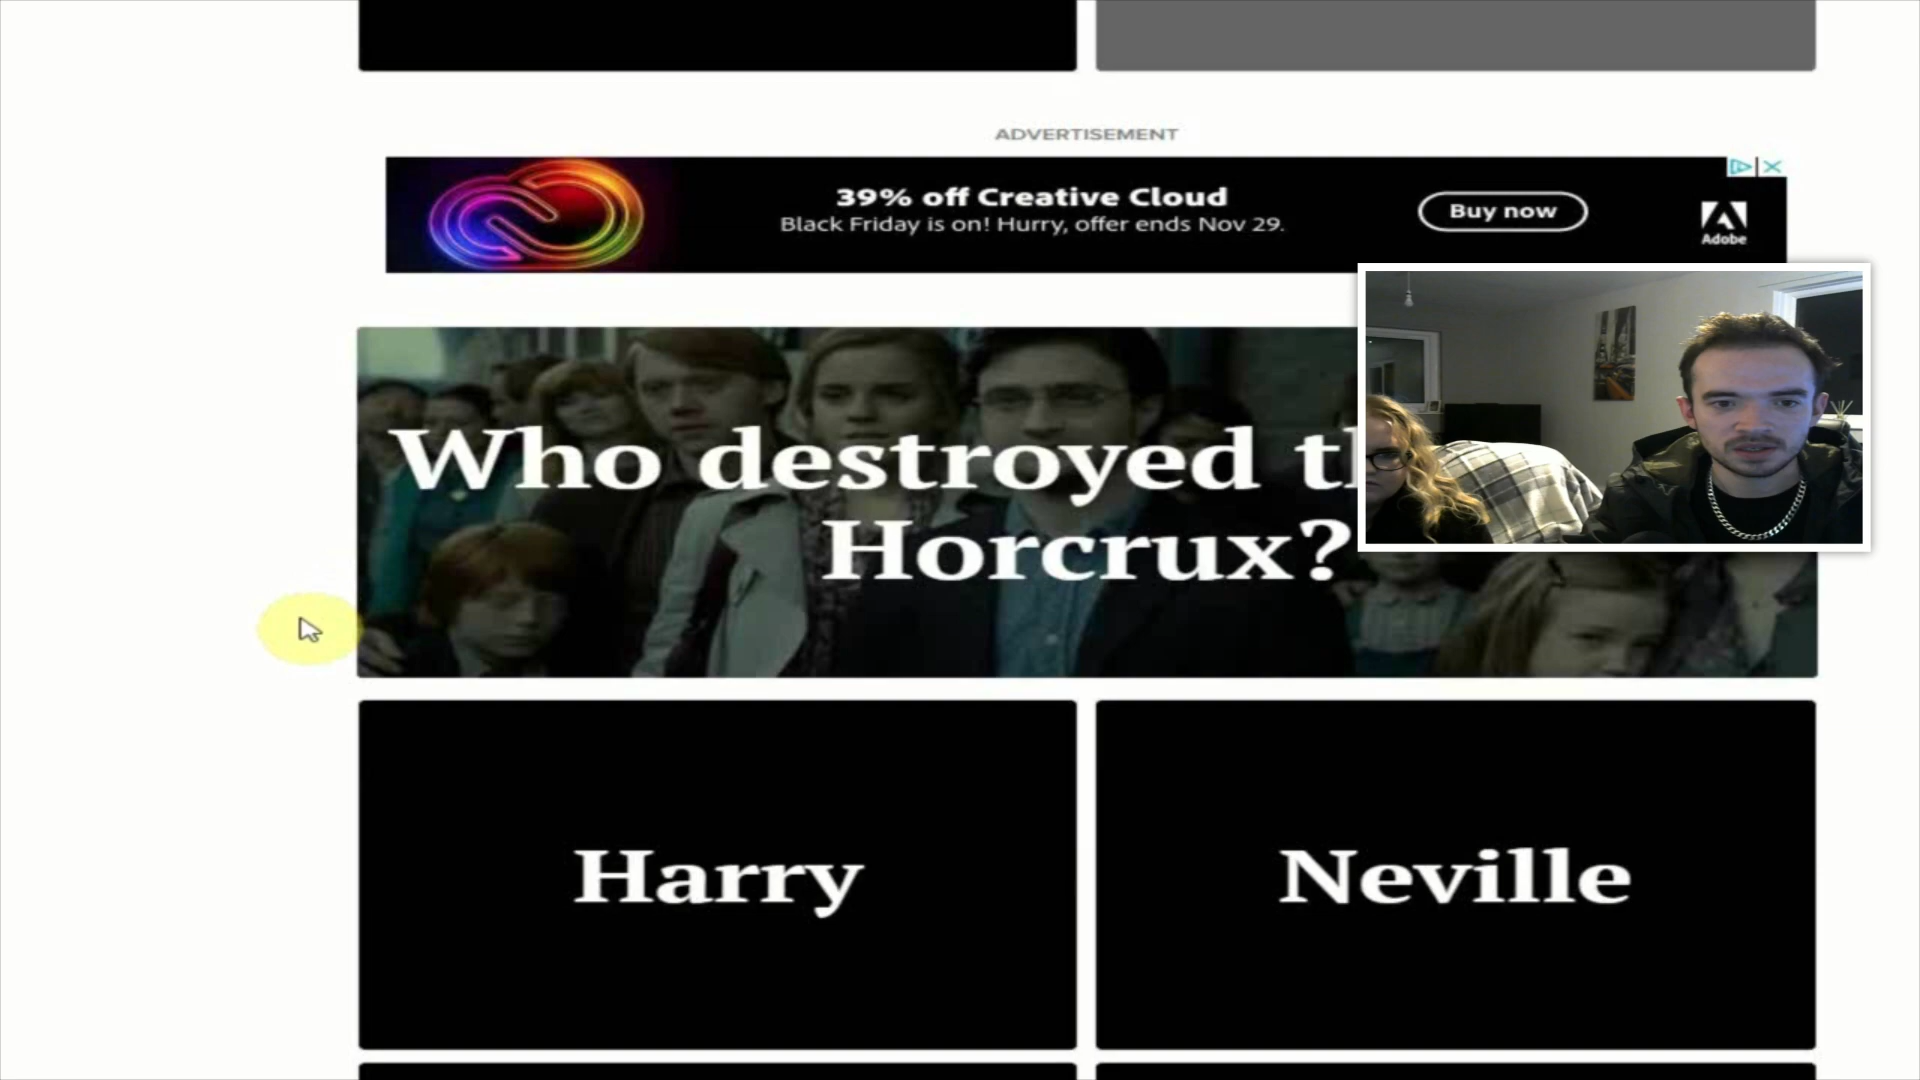 ADVERTISEMENT
39% off Creative Cloud
Black Friday is on! Hurry, offer ends Nov 29.
Buy now
Adobe
Who destroyed
Horcrux?
Harry
Neville